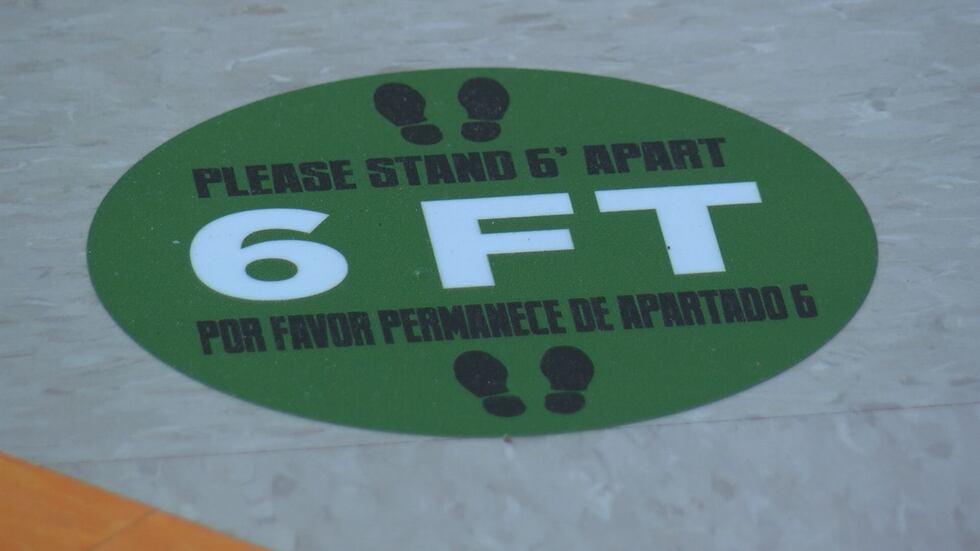 PLEASE STAND 6' APART
6 FT
POR FAVOR PERMANECE DE APARTADO 6